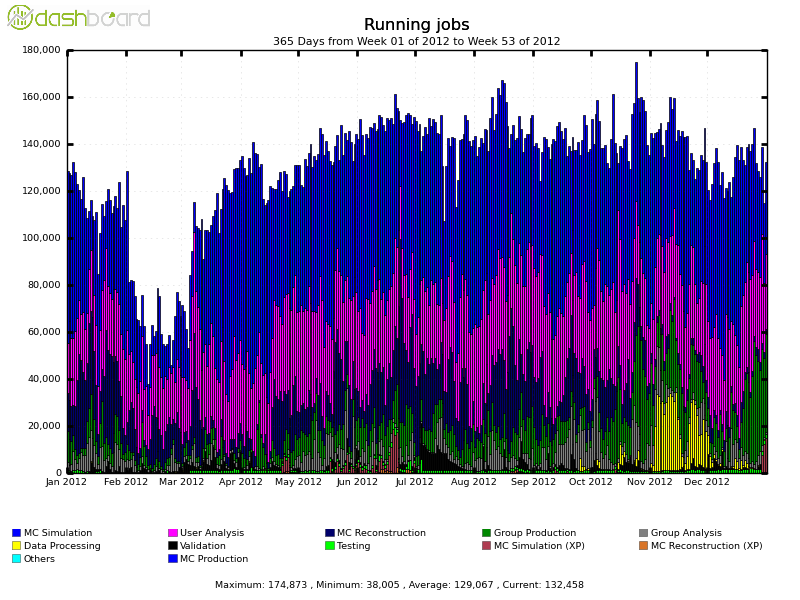 dashboard
Running jobs
365 Days from Week 01 of 2012 to Week 53 of 2012
180,000
160,000
140,000
120,000
100,000
80,000
60,000
40,000
20,000
0
Jan 2012 Feb 2012 Mar 2012 Apr 2012 May 2012 Jun 2012 Jul 2012 Aug 2012 Sep 2012 Oct 2012 Nov 2012 Dec 2012
MC Simulation User Analysis MC Reconstruction Group Production Group Analysis
Data Processing Validation Testing MC Simulation (XP) MC Reconstruction (XP)
Others MC Production
Maximum: 174,873 , Minimum: 38,005 , Average: 129,067 , Current: 132,458